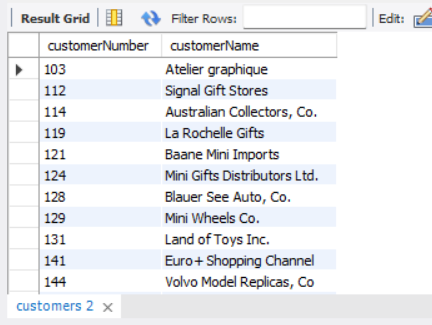 Result Grid Filter Rows: Edit:
customerNumber customerName
103 Atelier graphique
112 Signal Gift Stores
114 Australian Collectors, Co.
119 La Rochelle Gifts
121 Baane Mini Imports
124 Mini Gifts Distributors Ltd.
128 Blauer See Auto, Co.
129 Mini Wheels Co.
131 Land of Toys Inc.
141 Euro+ Shopping Channel
144 Volvo Model Replicas, Co
customers 2